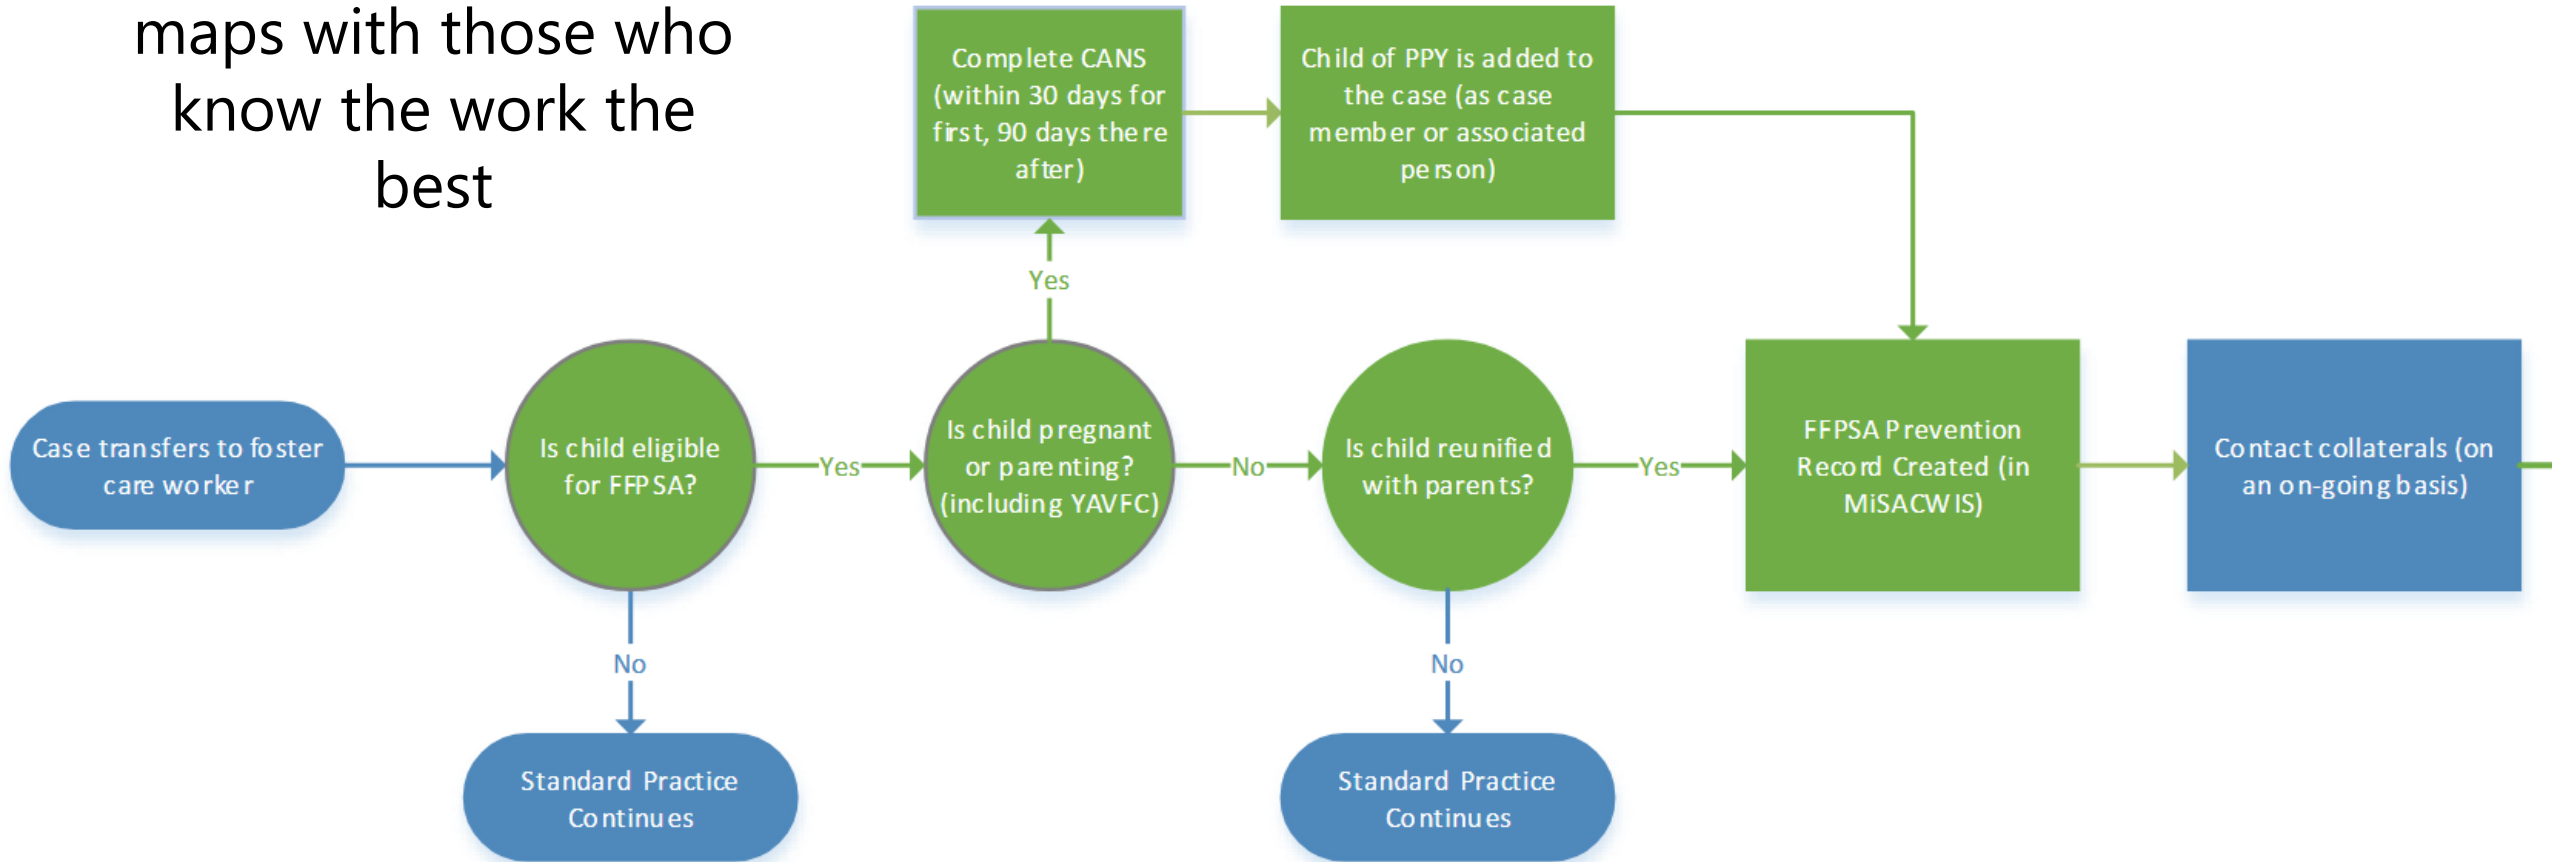 maps with those who
know the work the
best
Complete CANS
(within 30 days for
first, 90 days there
after)
Child of PPY is added to
the case (as case
member or associated
person)
Yes
Case transfers to foster
care worker
Is child eligible
for FFPSA?
Yes
Is child pregnant
or parenting?
(including YAVFC)
No
Is child reunified
with parents?
Yes
FFPSA Prevention
Record Created (in
MiSACWIS)
Contact collaterals (on
an on-going basis)
No
No
Standard Practice
Continues
Standard Practice
Continues